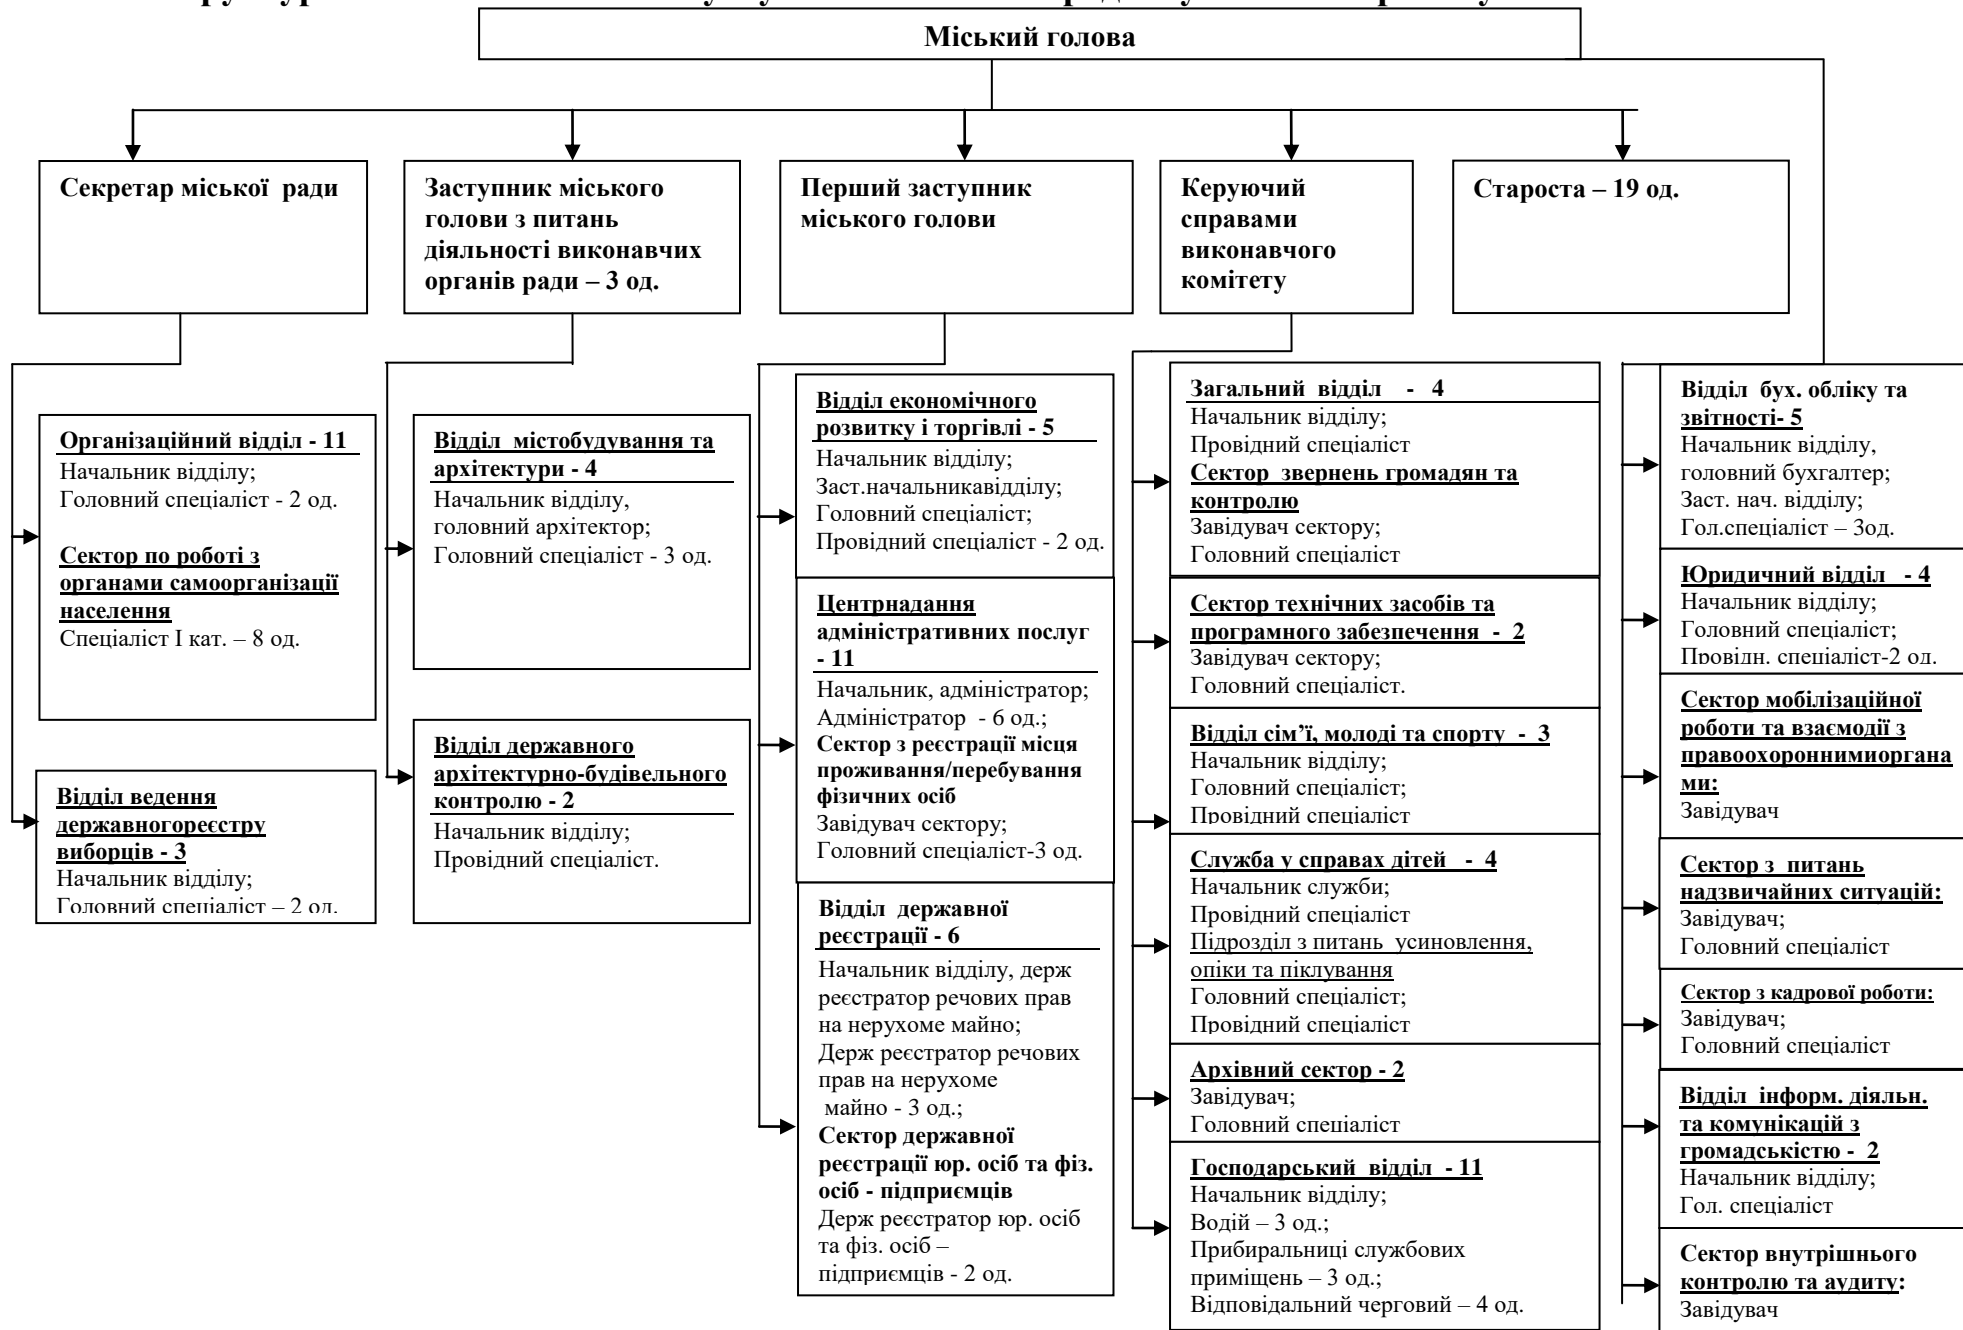 Міський голова
Секретар міської ради
Заступник міського
голови з питань
діяльності виконавчих
органів ради – 3 од.
Перший заступник
міського голови
Керуючий
справами
виконавчого
комітету
Староста – 19 од.
Організаційний відділ - 11
Начальник відділу;
Головний спеціаліст - 2 од.
Сектор по роботі з
органами самоорганізації
населення
Спеціаліст І кат. – 8 од.
Відділ ведення
державногореєстру
виборців - 3
Начальник відділу;
Головний спеціаліст – 2 од.
Відділ містобудування та
архітектури - 4
Начальник відділу,
головний архітектор;
Головний спеціаліст - 3 од.
Відділ державного
архітектурно-будівельного
контролю - 2
Начальник відділу;
Провідний спеціаліст.
Відділ економічного
розвитку і торгівлі - 5
Начальник відділу;
Заст.начальникавідділу;
Головний спеціаліст;
Провідний спеціаліст - 2 од.
Центрнадання
адміністративних послуг
- 11
Начальник, адміністратор;
Адміністратор - 6 од.;
Сектор з реєстрації місця
проживання/перебування
фізичних осіб
Завідувач сектору;
Головний спеціаліст-3 од.
Відділ державної
реєстрації - 6
Начальник відділу, держ
реєстратор речових прав
на нерухоме майно;
Держ реєстратор речових
прав на нерухоме
майно - 3 од.;
Сектор державної
реєстрації юр. осіб та фіз.
осіб - підприємців
Держ реєстратор юр. осіб
та фіз. осіб –
підприємців - 2 од.
Загальний відділ - 4
Начальник відділу;
Провідний спеціаліст
Сектор звернень громадян та
контролю
Завідувач сектору;
Головний спеціаліст
Сектор технічних засобів та
програмного забезпечення - 2
Завідувач сектору;
Головний спеціаліст.
Відділ сім’ї, молоді та спорту - 3
Начальник відділу;
Головний спеціаліст;
Провідний спеціаліст
Служба у справах дітей - 4
Начальник служби;
Провідний спеціаліст
Підрозділ з питань усиновлення,
опіки та піклування
Головний спеціаліст;
Провідний спеціаліст
Архівний сектор - 2
Завідувач;
Головний спеціаліст
Господарський відділ - 11
Начальник відділу;
Водій – 3 од.;
Прибиральниці службових
приміщень – 3 од.;
Відповідальний черговий – 4 од.
Відділ бух. обліку та
звітності- 5
Начальник відділу,
головний бухгалтер;
Заст. нач. відділу;
Гол.спеціаліст – 3од.
Юридичний відділ - 4
Начальник відділу;
Головний спеціаліст;
Провідн. спеціаліст-2 од.
Сектор мобілізаційної
роботи та взаємодії з
правоохороннимиоргана
ми:
Завідувач
Сектор з питань
надзвичайних ситуацій:
Завідувач;
Головний спеціаліст
Сектор з кадрової роботи:
Завідувач;
Головний спеціаліст
Відділ інформ. діяльн.
та комунікацій з
громадськістю - 2
Начальник відділу;
Гол. спеціаліст
Сектор внутрішнього
контролю та аудиту:
Завідувач